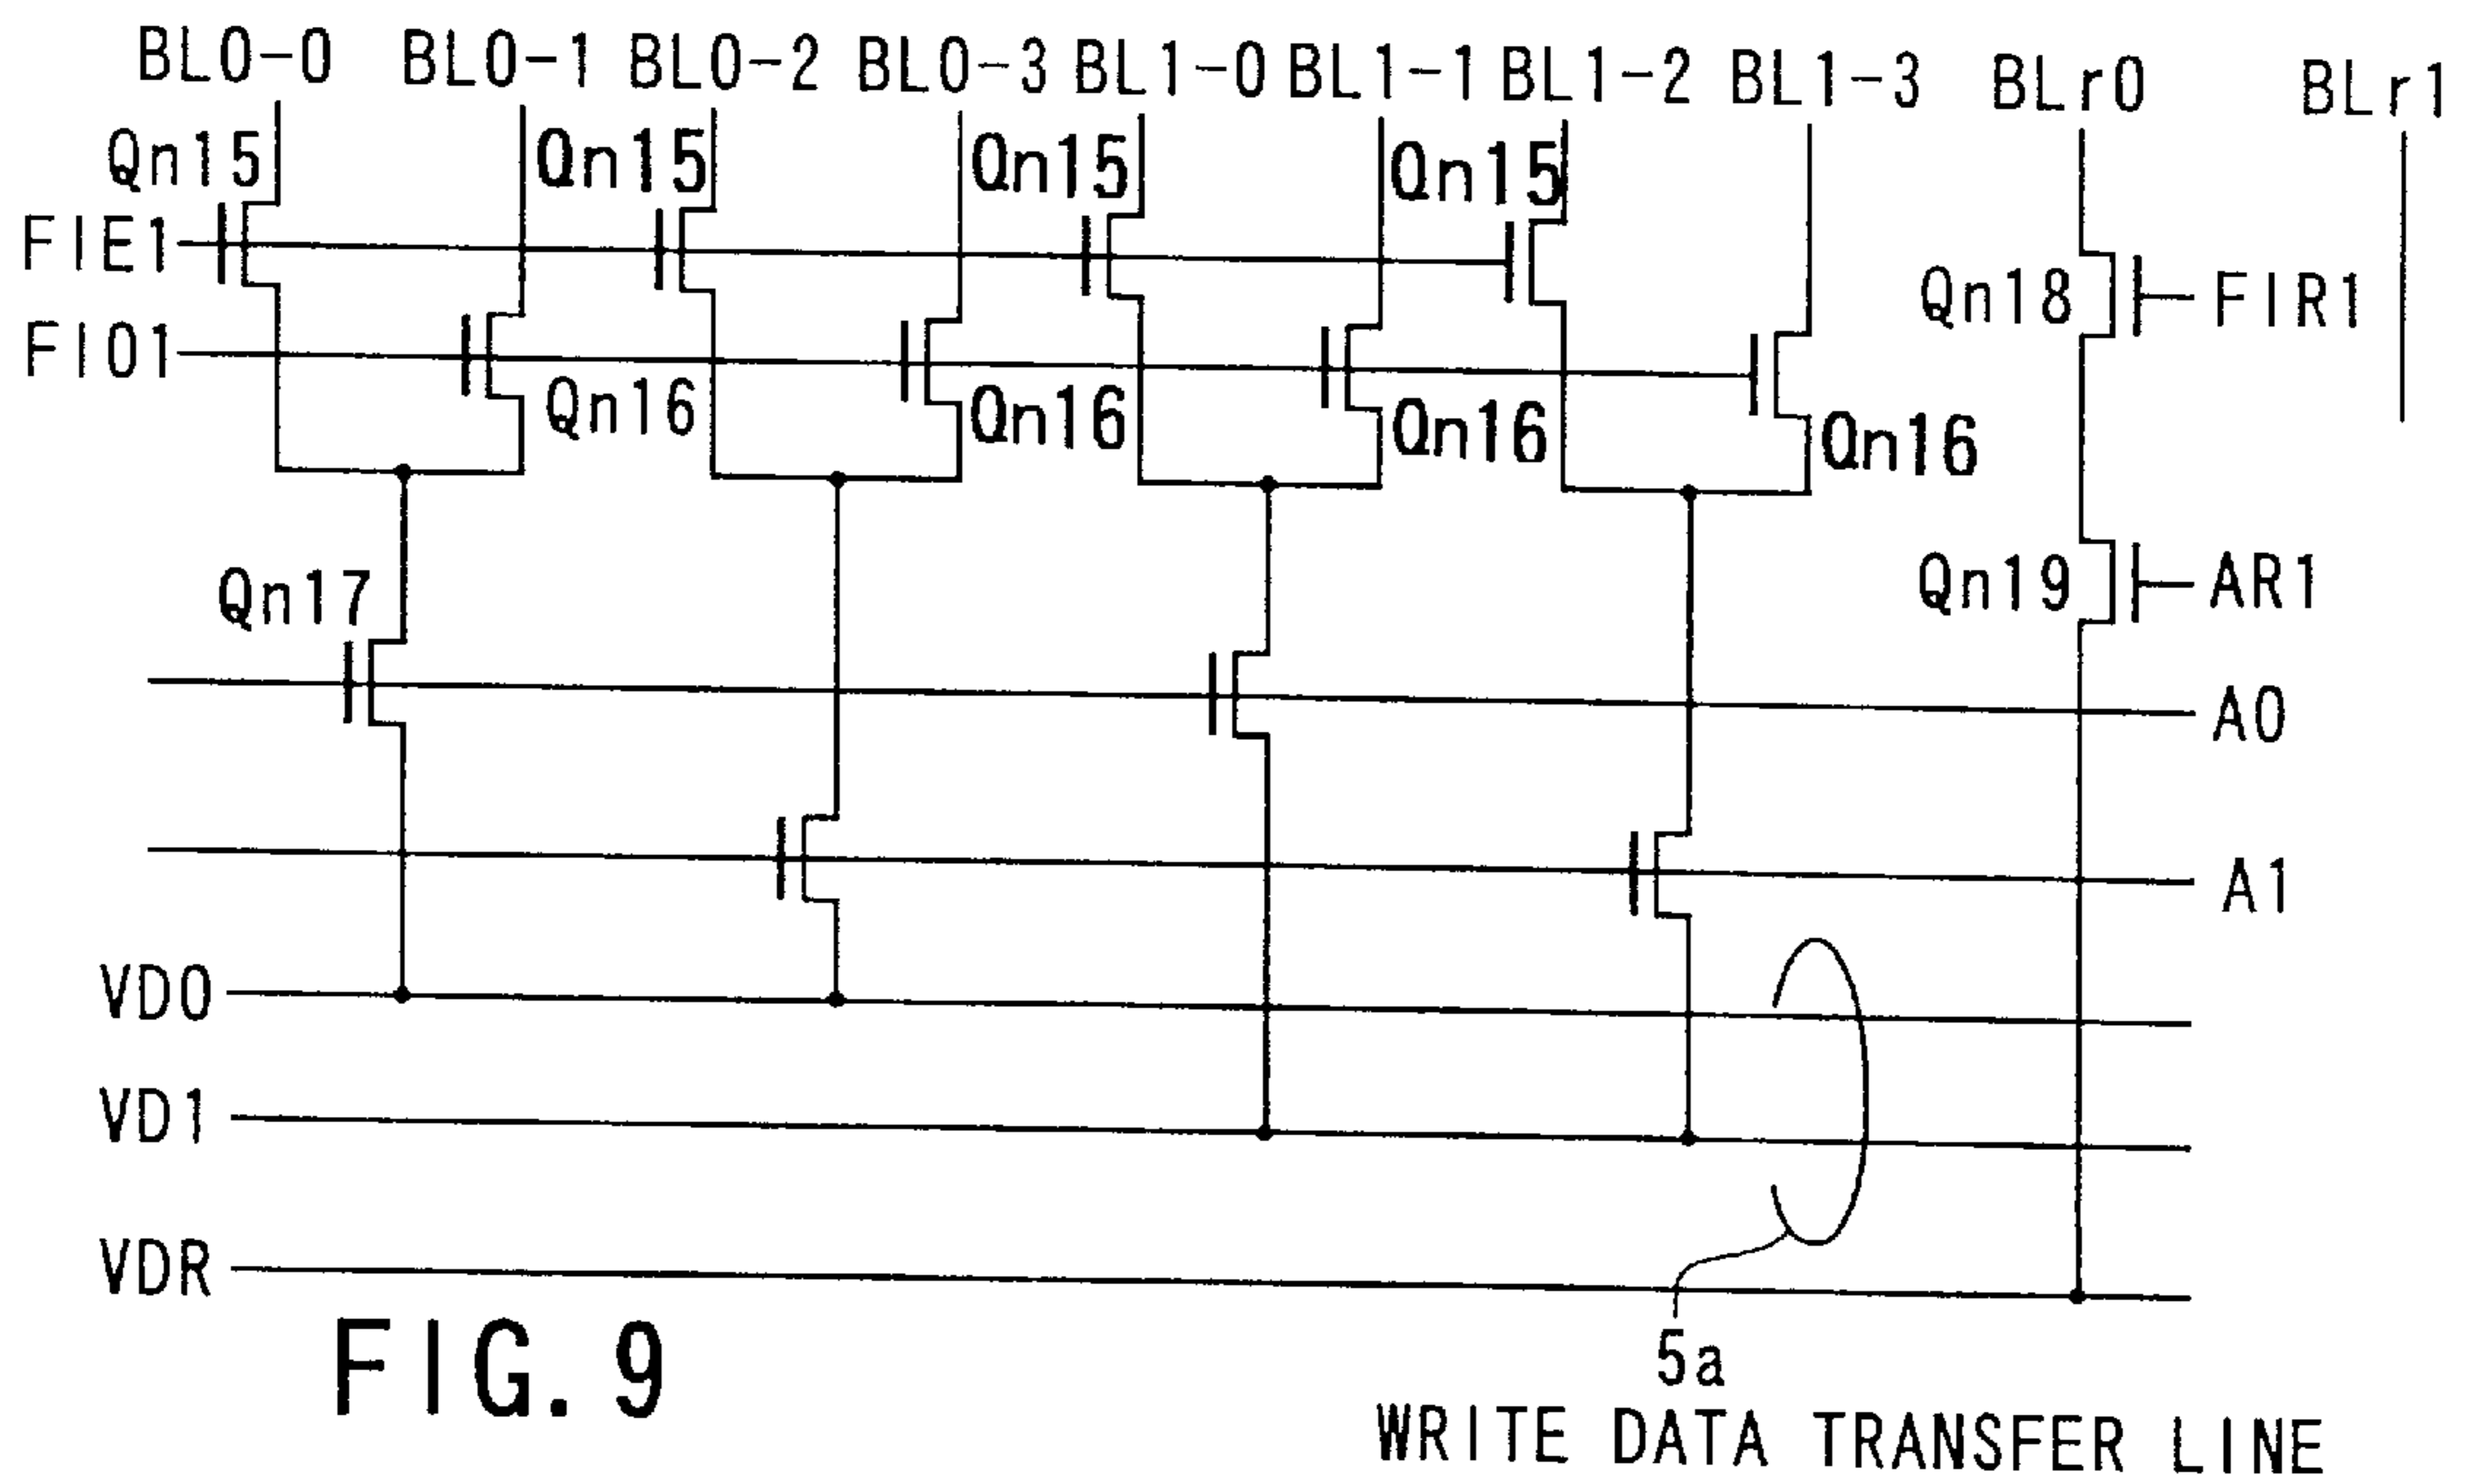 BL0-0 BL0-1 BL0-2 BL0-3 BL1-0 BL1-1 BL1-2 BL1-3 BLr0 BLr1
Qn15 Qn15 Qn15 Qn15
FIE1
Qn18 FIR1
FIO1
Qn16 Qn16 Qn16 Qn16
Qn17 Qn19 AR1
A0
A1
VD0
VD1
VDR
5a
FIG. 9
WRITE DATA TRANSFER LINE